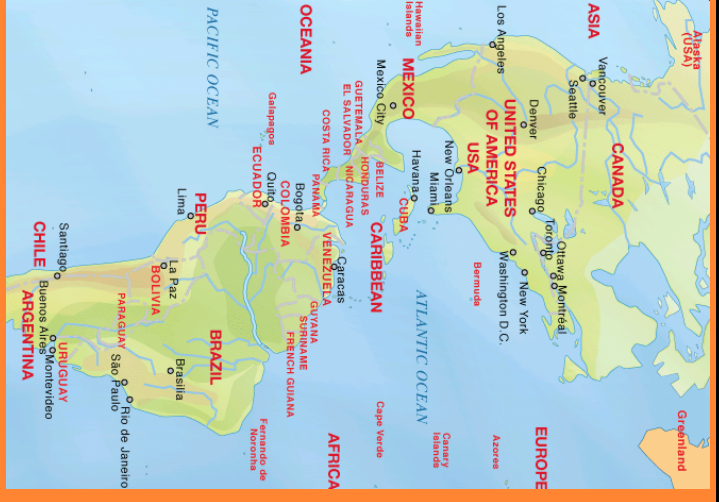 Alaska
(USA)
Greenland
CANADA
ASIA
Vancouver
Seattle
Ottawa
Montréal
Toronto
Chicago
Denver
UNITED STATES
OF AMERICA
USA
New York
Washington D.C.
EUROPE
Los Angeles
Azores
Bermuda
New Orleans
Miami
Canary
Islands
Hawaiian
Islands
ATLANTIC OCEAN
Havana
MEXICO
Mexico City
CUBA
CARIBBEAN
Cape Verde
BELIZE
GUETEMALA
HONDURAS
EL SALVADOR
NICARAGUA
COSTA RICA
PANAMA
Caracas
VENEZUELA
AFRICA
OCEANIA
GUYANA
SURINAME
FRENCH GUIANA
Bogota
COLOMBIA
Galapagos
Quito
ECUADOR
Fernando de
Noronha
PACIFIC OCEAN
BRAZIL
PERU
Lima
Brasilia
La Paz
BOLIVIA
Rio de Janeiro
São Paulo
PARAGUAY
Santiago
URUGUAY
Montevideo
Buenos Aires
CHILE
ARGENTINA